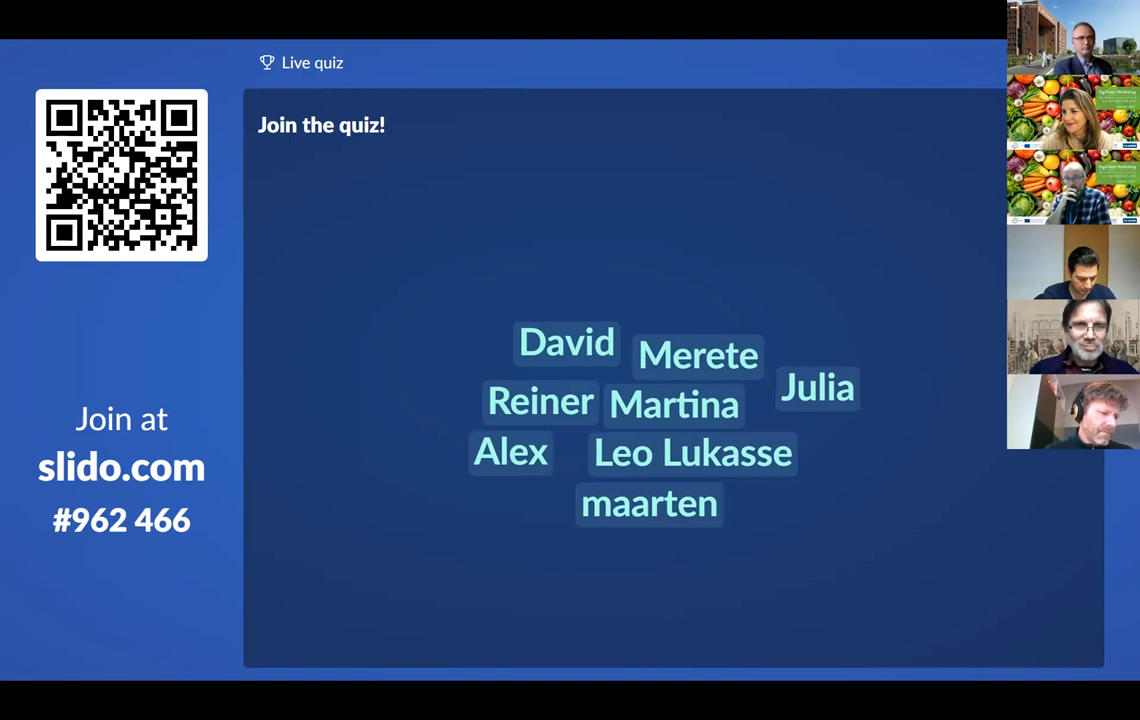 Live quiz
Join the quiz!
Join at
slido.com
#962 466
David
Merete
Julia
Reiner
Martina
Alex
Leo Lukasse
maarten